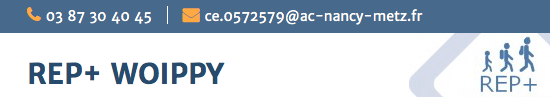 03 87 30 40 45 ce.0572579@ac-nancy-metz.fr
REP+ WOIPPY
REP+